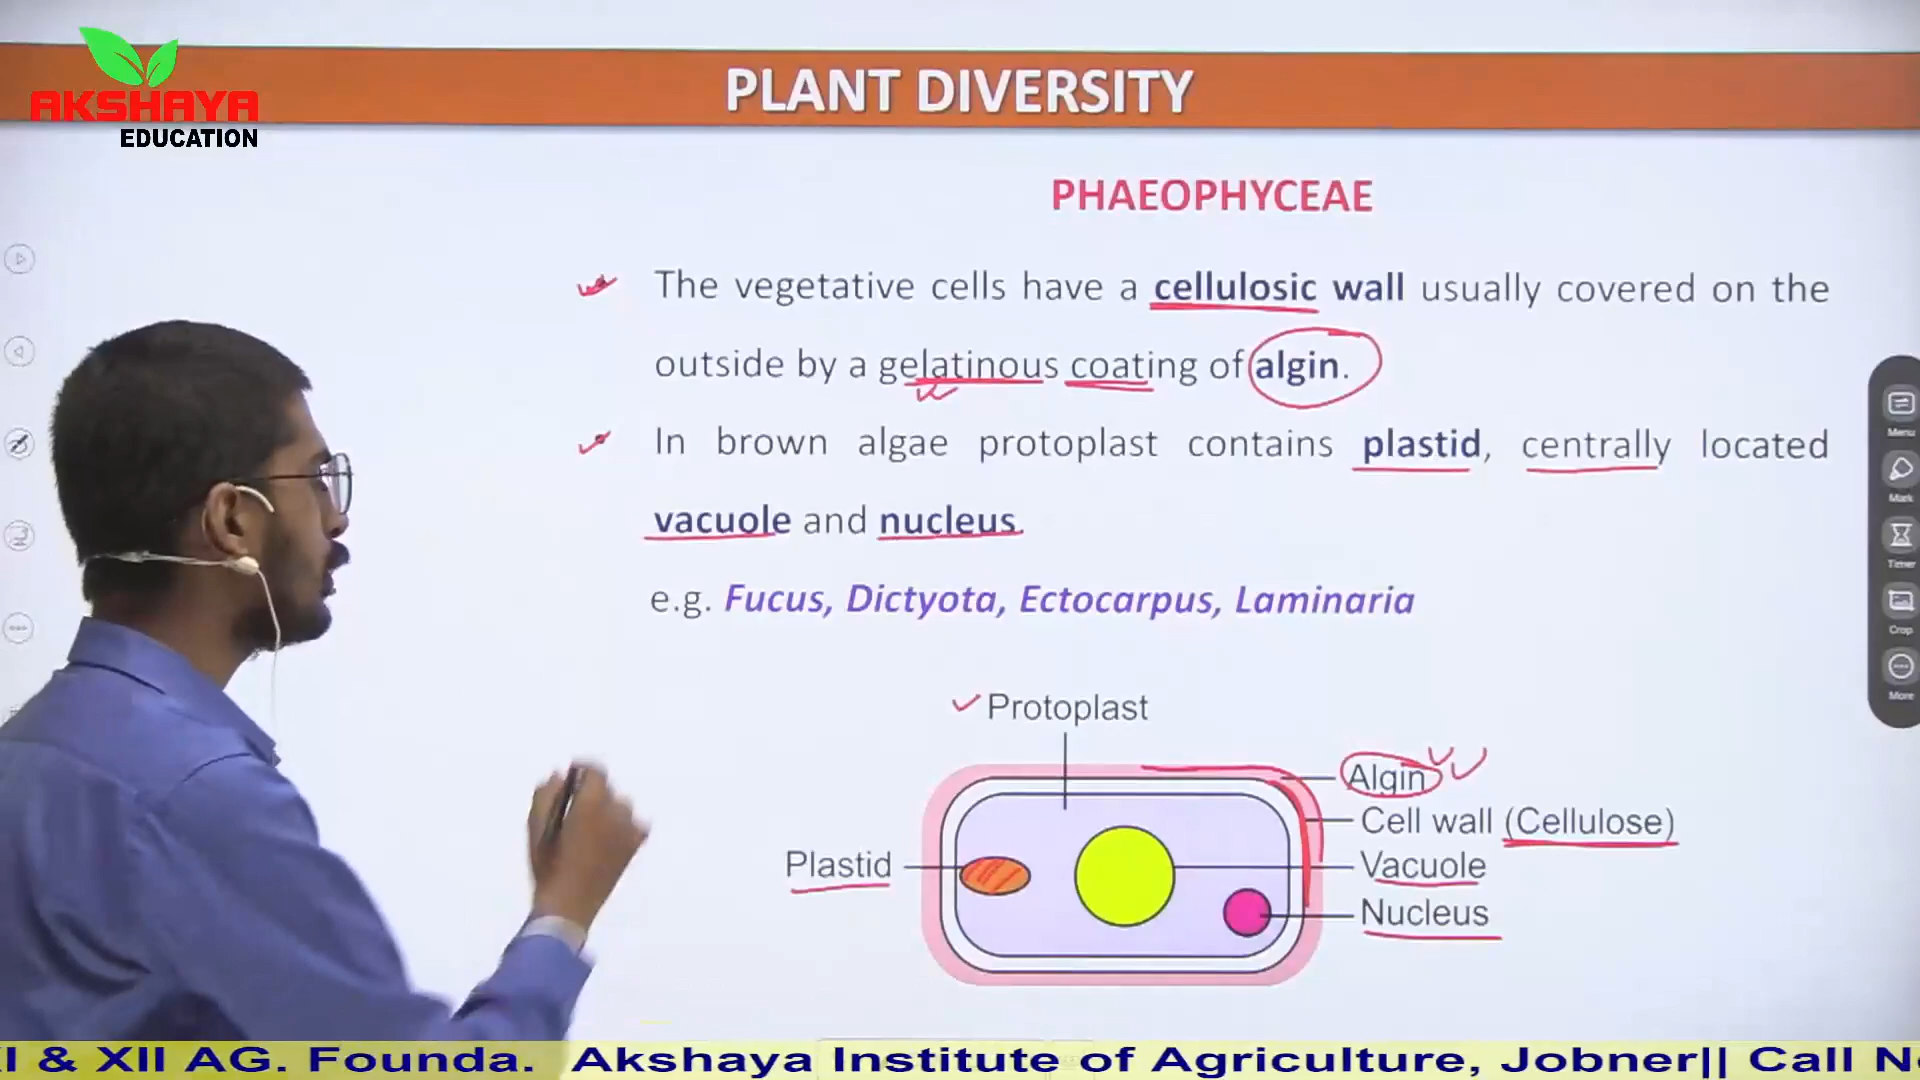 AKSHAYA
EDUCATION
PLANT DIVERSITY
PHAEOPHYCEAE
The vegetative cells have a cellulosic wall usually covered on the
outside by a gelatinous coating of algin.
In brown algae protoplast contains plastid, centrally located
vacuole and nucleus.
e.g. Fucus, Dictyota, Ectocarpus, Laminaria
Protoplast
Algin
Cell wall (Cellulose)
Plastid
Vacuole
Nucleus
Menu
Mark
Timer
Crop
More
XI & XII AG. Founda. Akshaya Institute of Agriculture, Jobner|| Call